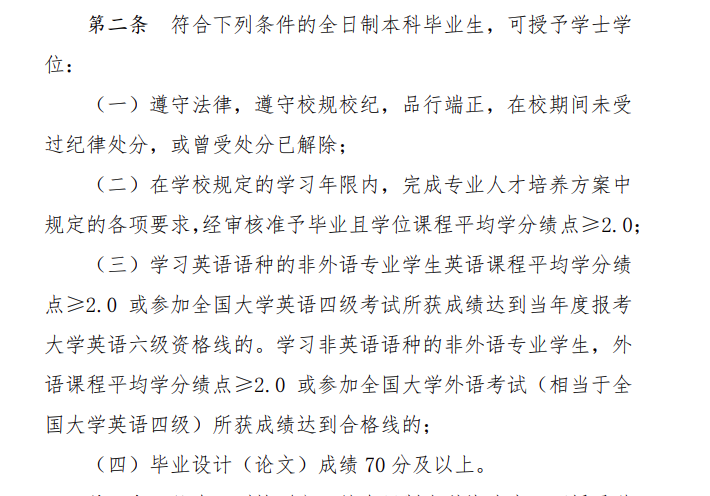 第二条 符合下列条件的全日制本科毕业生，可授予学士学
位：
（一）遵守法律，遵守校规校纪，品行端正，在校期间未受
过纪律处分，或曾受处分已解除；
（二）在学校规定的学习年限内，完成专业人才培养方案中
规定的各项要求，经审核准予毕业且学位课程平均学分绩点≥2.0；
（三）学习英语语种的非外语专业学生英语课程平均学分绩
点≥2.0 或参加全国大学英语四级考试所获成绩达到当年度报考
大学英语六级资格线的。学习非英语语种的非外语专业学生，外
语课程平均学分绩点≥2.0 或参加全国大学外语考试（相当于全
国大学英语四级）所获成绩达到合格线的；
（四）毕业设计（论文）成绩 70 分及以上。